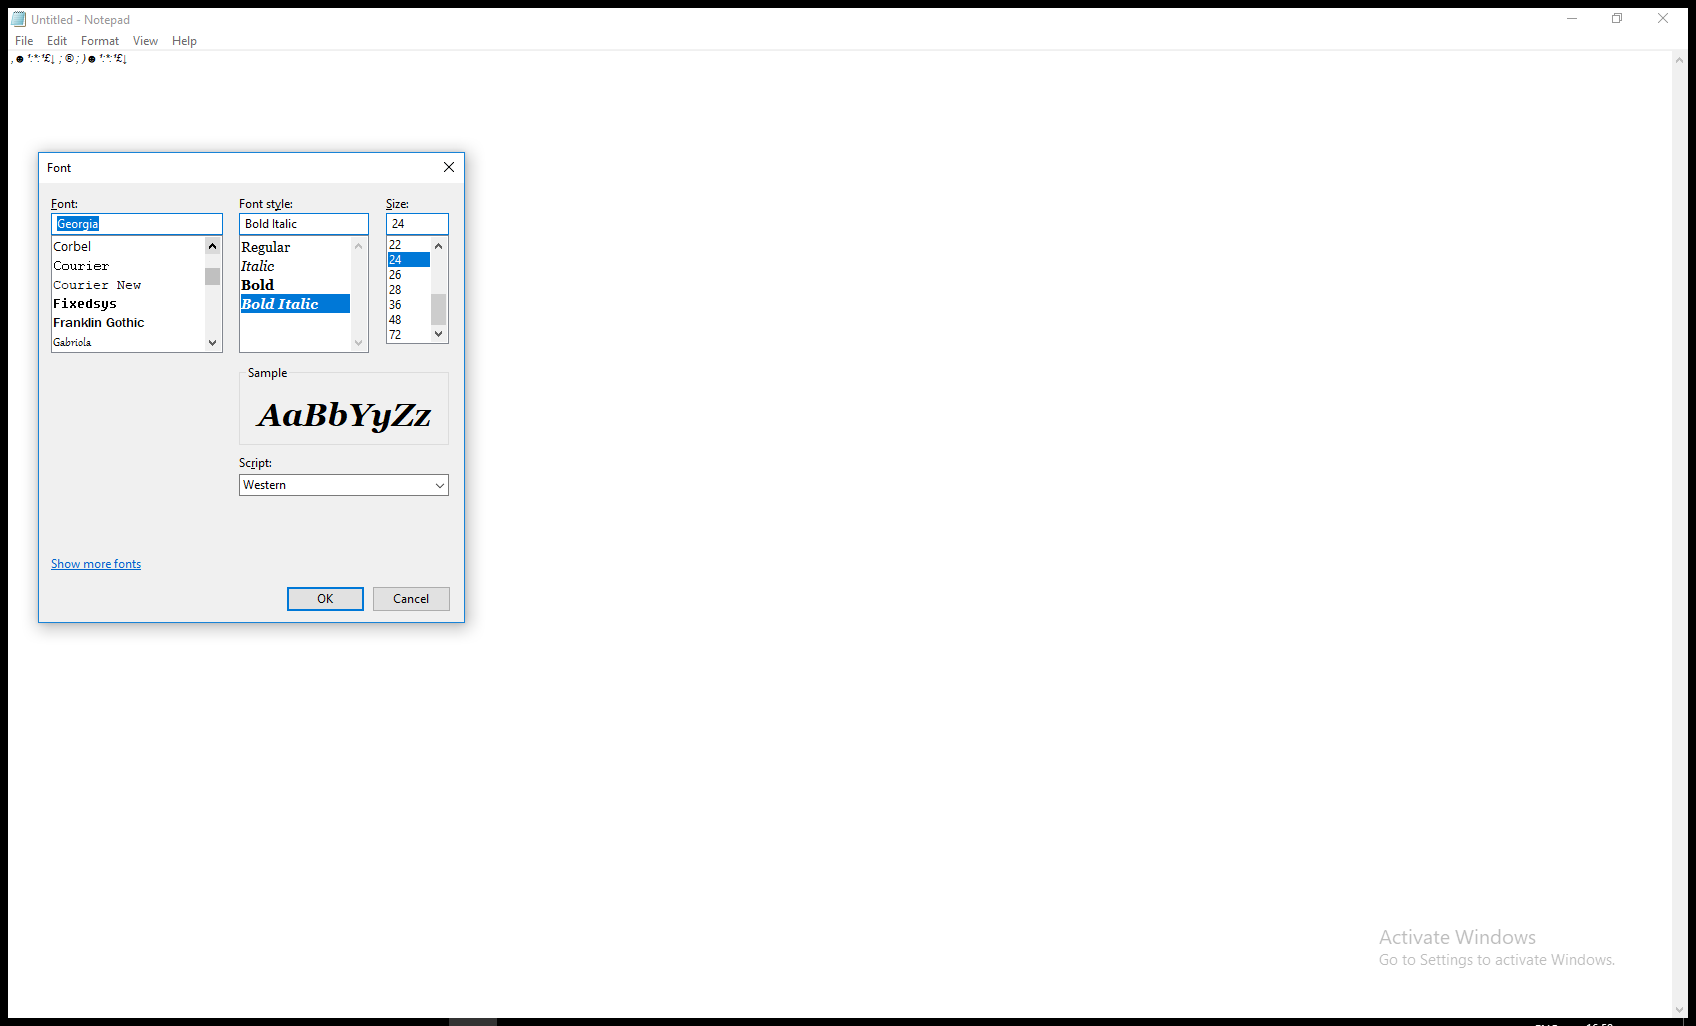 Untitled - Notepad
File Edit Format View Help
Font
Font: Font style: Size:
Georgia Bold Italic 24
Corbel
Courier
Courier New
Fixedsys
Franklin Gothic
Gabriola
Regular
Italic
Bold
Bold Italic
22
24
26
28
36
48
72
Sample
AaBbYyZz
Script:
Western
Show more fonts
OK Cancel
Activate Windows
Go to Settings to activate Windows.